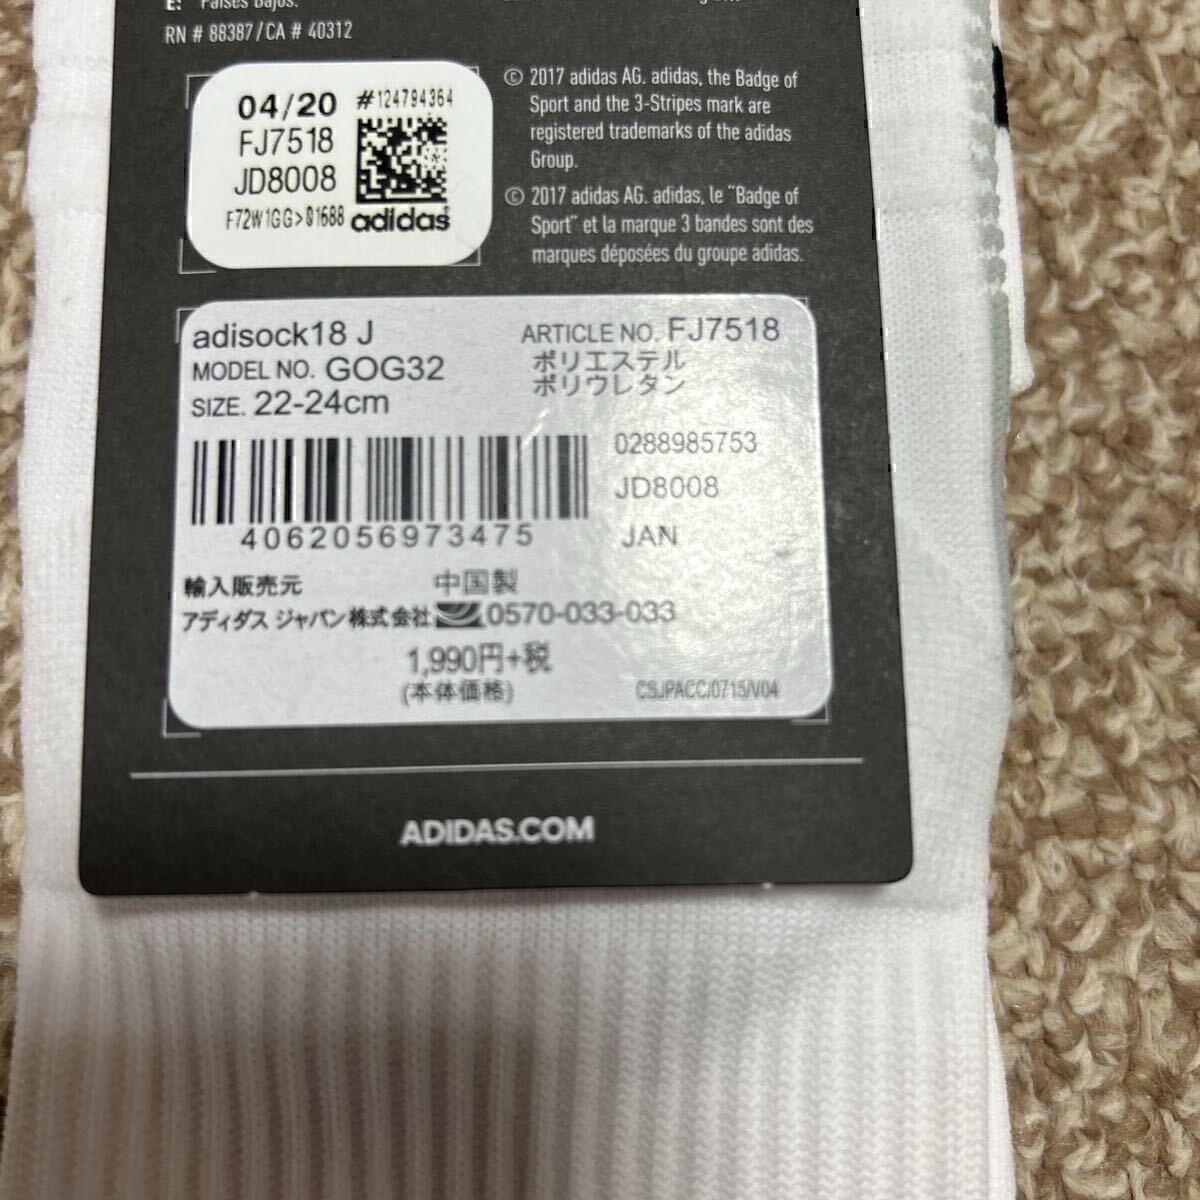 E: Países Bajos.
RN # 88387/CA # 40312
04/20 #124794364
FJ7518
JD8008
F72W1GG>01688 adidas
© 2017 adidas AG. adidas, the Badge of
Sport and the 3-Stripes mark are
registered trademarks of the adidas
Group.
© 2017 adidas AG. adidas, le "Badge of
Sport" et la marque 3 bandes sont des
marques déposées du groupe adidas.
adisock18 J
MODEL NO. GOG32
SIZE. 22-24cm
ARTICLE NO. FJ7518
ポリエステル
ポリウレタン
0288985753
JD8008
JAN
4062056973475
輸入販売元 中国製
アディダス ジャパン株式会社 0570-033-033
1,990円+税
(本体価格)
CSJPACC/0715/V04
ADIDAS.COM